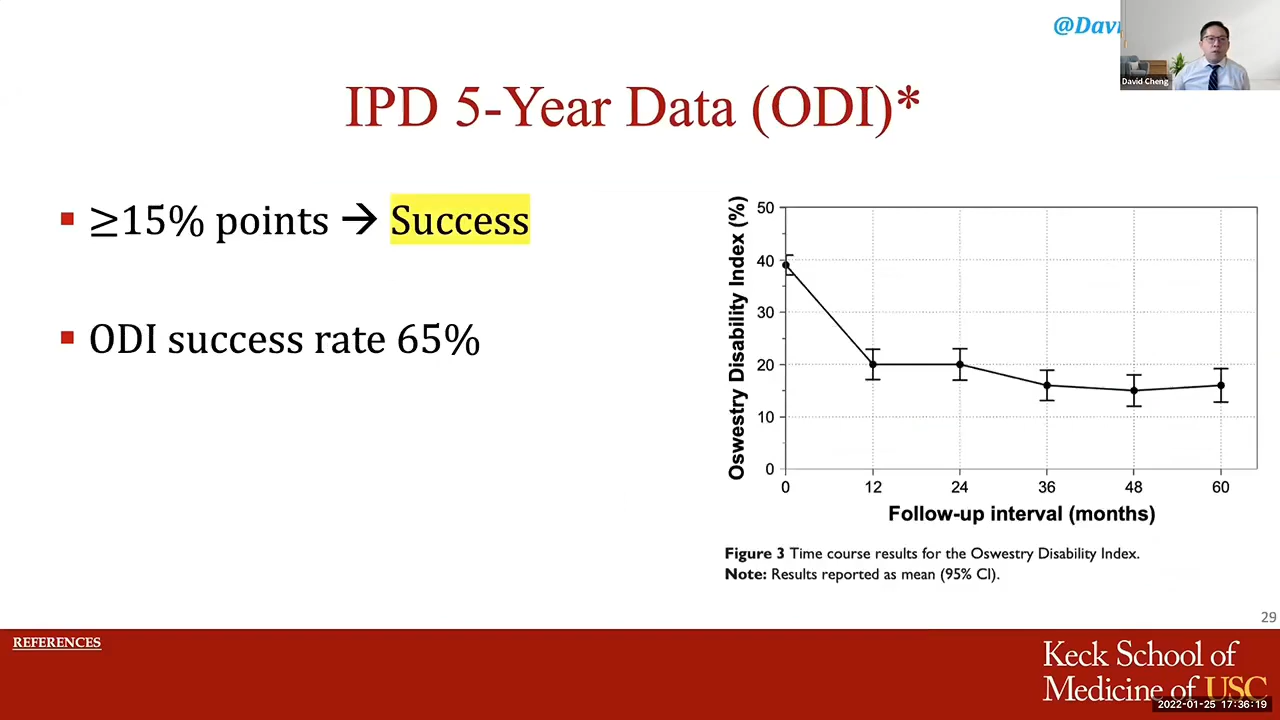 @Davi
David Cheng
IPD 5-Year Data (ODI)*
≥15% points → Success
ODI success rate 65%
Oswestry Disability Index (%)
50
40
30
20
10
0
0 12 24 36 48 60
Follow-up interval (months)
Figure 3 Time course results for the Oswestry Disability Index.
Note: Results reported as mean (95% CI).
29
REFERENCES
Keck School of
Medicine of USC
2022-01-25 17:36:19